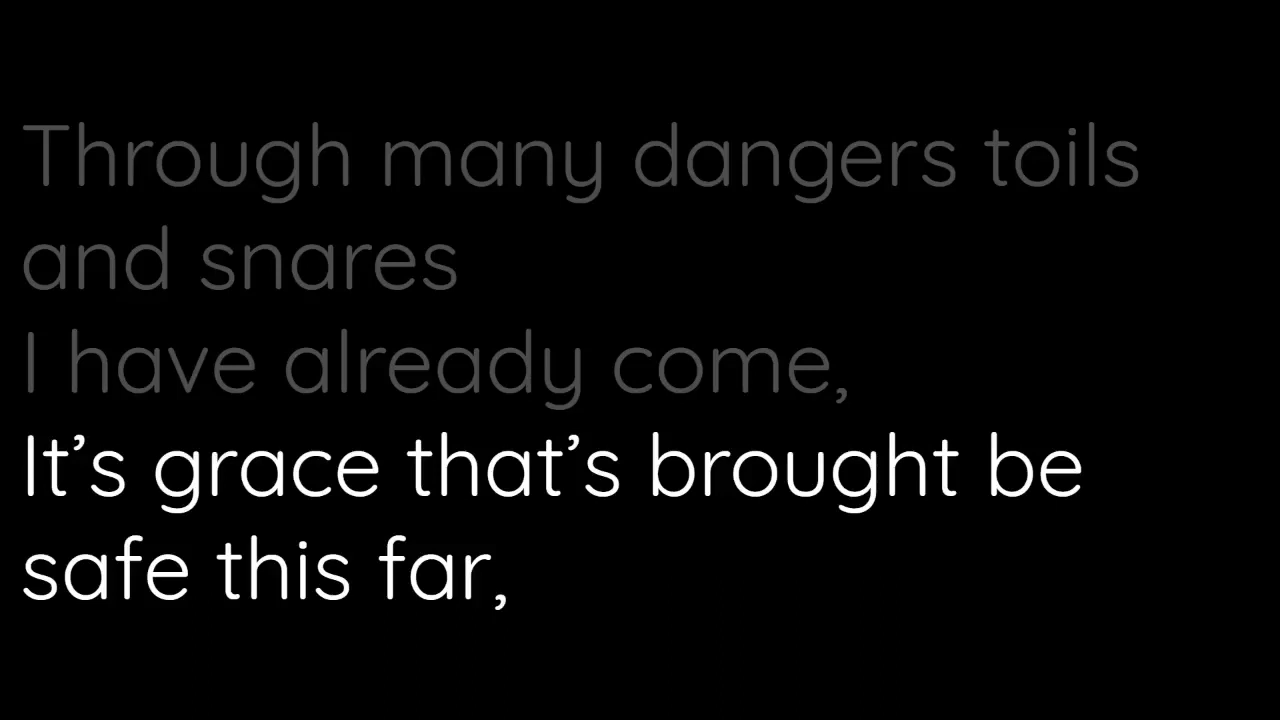 Through many dangers toils
and snares
I have already come,
It’s grace that’s brought be
safe this far,